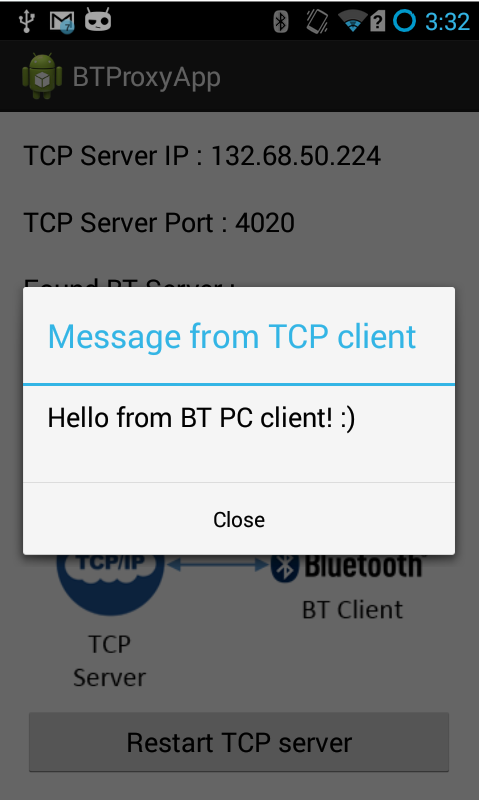 3:32
BTProxyApp
TCP Server IP : 132.68.50.224
TCP Server Port : 4020
Found BT Server :
Message from TCP client
Hello from BT PC client! :)
Close
TCP/IP
Bluetooth
BT Client
TCP
Server
Restart TCP server